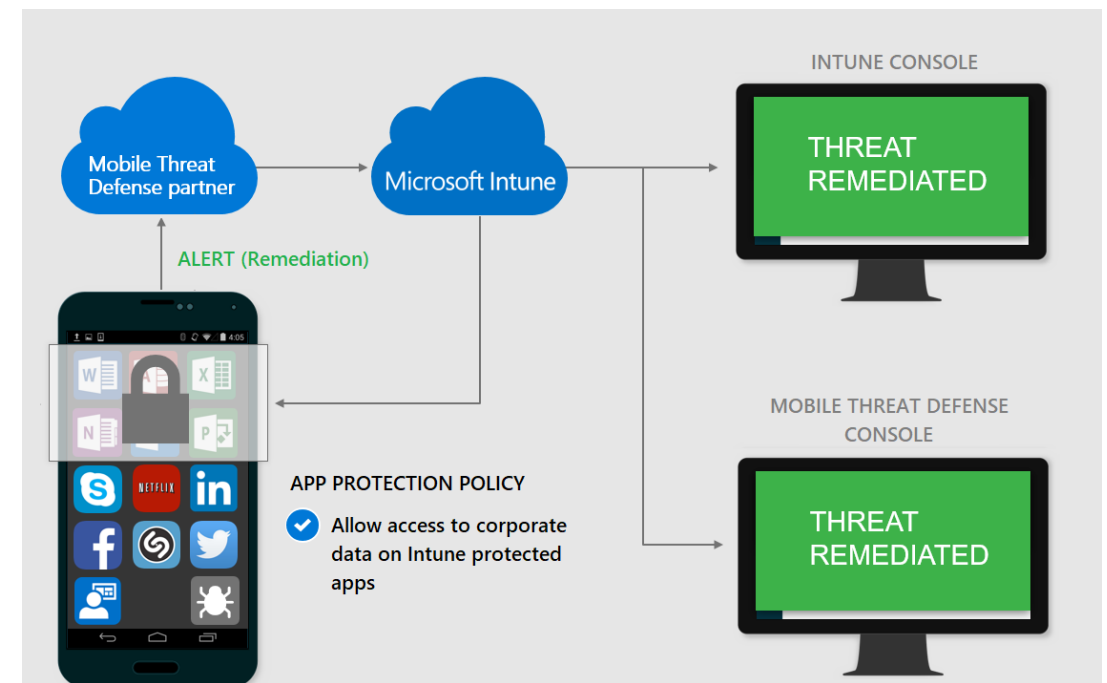 INTUNE CONSOLE
THREAT
REMEDIATED
Mobile Threat
Defense partner
Microsoft Intune
ALERT (Remediation)
4:05
W
A
X
N
P
S
NETFLIX
in
f
MOBILE THREAT DEFENSE
CONSOLE
THREAT
REMEDIATED
APP PROTECTION POLICY
Allow access to corporate
data on Intune protected
apps